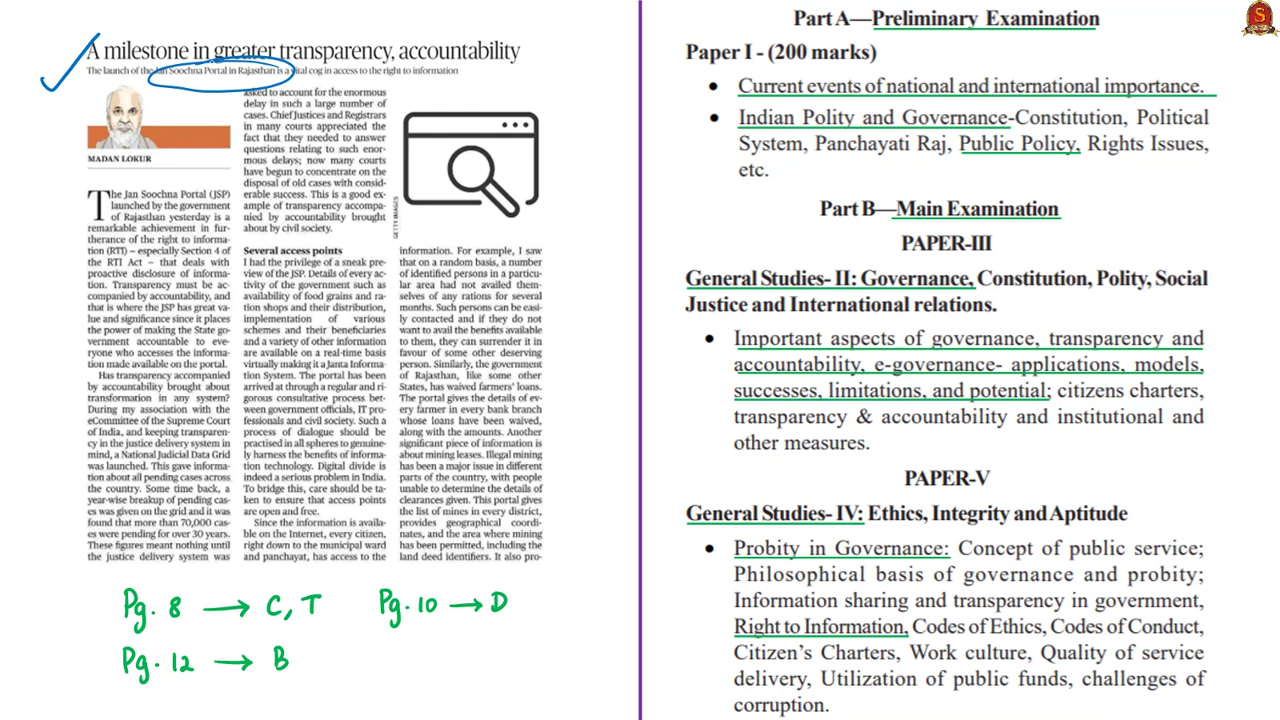 A milestone in greater transparency, accountability
The launch of the Jan Soochna Portal in Rajasthan is a vital cog in access to the right to information
MADAN LOKUR
The Jan Soochna Portal (JSP)
launched by the government
of Rajasthan yesterday is a
remarkable achievement in fur-
therance of the right to informa-
tion (RTI) – especially Section 4 of
the RTI Act – that deals with
proactive disclosure of informa-
tion. Transparency must be ac-
companied by accountability, and
that is where the JSP has great va-
lue and significance since it places
the power of making the State go-
vernment accountable to eve-
ryone who accesses the informa-
tion made available on the portal.
Has transparency accompanied
by accountability brought about
transformation in any system?
During my association with the
eCommittee of the Supreme Court
of India, and keeping transparen-
cy in the justice delivery system in
mind, a National Judicial Data Grid
was launched. This gave informa-
tion about all pending cases across
the country. Some time back, a
year-wise breakup of pending cas-
es was given on the grid and it was
found that more than 70,000 cas-
es were pending for over 30 years.
These figures meant nothing until
the justice delivery system was
asked to account for the enormous
delay in such a large number of
cases. Chief Justices and Registrars
in many courts appreciated the
fact that they needed to answer
questions relating to such enor-
mous delays; now many courts
have begun to concentrate on the
disposal of old cases with consid-
erable success. This is a good ex-
ample of transparency accompa-
nied by accountability brought
about by civil society.
Several access points
I had the privilege of a sneak pre-
view of the JSP. Details of every ac-
tivity of the government such as
availability of food grains and ra-
tion shops and their distribution,
implementation of various
schemes and their beneficiaries
and a variety of other information
are available on a real-time basis
virtually making it a Janta Informa-
tion System. The portal has been
arrived at through a regular and ri-
gorous consultative process bet-
ween government officials, IT pro-
fessionals and civil society. Such a
process of dialogue should be
practised in all spheres to genuine-
ly harness the benefits of informa-
tion technology. Digital divide is
indeed a serious problem in India.
To bridge this, care should be ta-
ken to ensure that access points
are open and free.
Since the information is availa-
ble on the Internet, every citizen,
right down to the municipal ward
and panchayat, has access to the
GETTY IMAGES
information. For example, I saw
that on a random basis, a number
of identified persons in a particu-
lar area had not availed them-
selves of any rations for several
months. Such persons can be easi-
ly contacted and if they do not
want to avail the benefits available
to them, they can surrender it in
favour of some other deserving
person. Similarly, the government
of Rajasthan, like some other
States, has waived farmers' loans.
The portal gives the details of ev-
ery farmer in every bank branch
whose loans have been waived,
along with the amounts. Another
significant piece of information is
about mining leases. Illegal mining
has been a major issue in different
parts of the country, with people
unable to determine the details of
clearances given. This portal gives
the list of mines in every district,
provides geographical coordi-
nates, and the area where mining
has been permitted, including the
land deed identifiers. It also pro-
Pg. 8 → C, T
Pg. 10 → D
Pg. 12 → B
Part A—Preliminary Examination
Paper I - (200 marks)
• Current events of national and international importance.
• Indian Polity and Governance-Constitution, Political
System, Panchayati Raj, Public Policy, Rights Issues,
etc.
Part B—Main Examination
PAPER-III
General Studies- II: Governance, Constitution, Polity, Social
Justice and International relations.
• Important aspects of governance, transparency and
accountability, e-governance- applications, models,
successes, limitations, and potential; citizens charters,
transparency & accountability and institutional and
other measures.
PAPER-V
General Studies- IV: Ethics, Integrity and Aptitude
• Probity in Governance: Concept of public service;
Philosophical basis of governance and probity;
Information sharing and transparency in government,
Right to Information, Codes of Ethics, Codes of Conduct,
Citizen's Charters, Work culture, Quality of service
delivery, Utilization of public funds, challenges of
corruption.